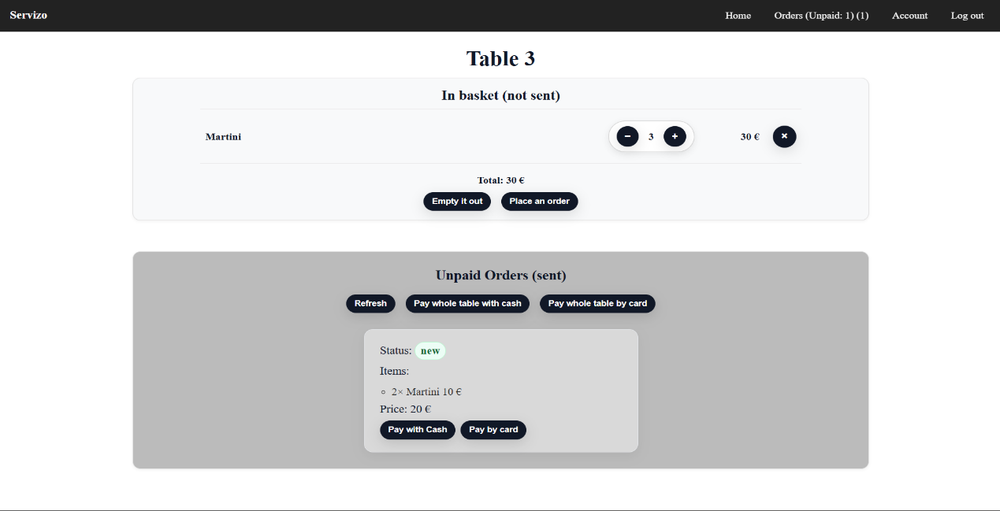 Servizo
Home Orders (Unpaid: 1) (1) Account Log out
Table 3
In basket (not sent)
Martini − 3 + 30 € ×
Total: 30 €
Empty it out Place an order
Unpaid Orders (sent)
Refresh Pay whole table with cash Pay whole table by card
Status: new
Items:
2× Martini 10 €
Price: 20 €
Pay with Cash Pay by card